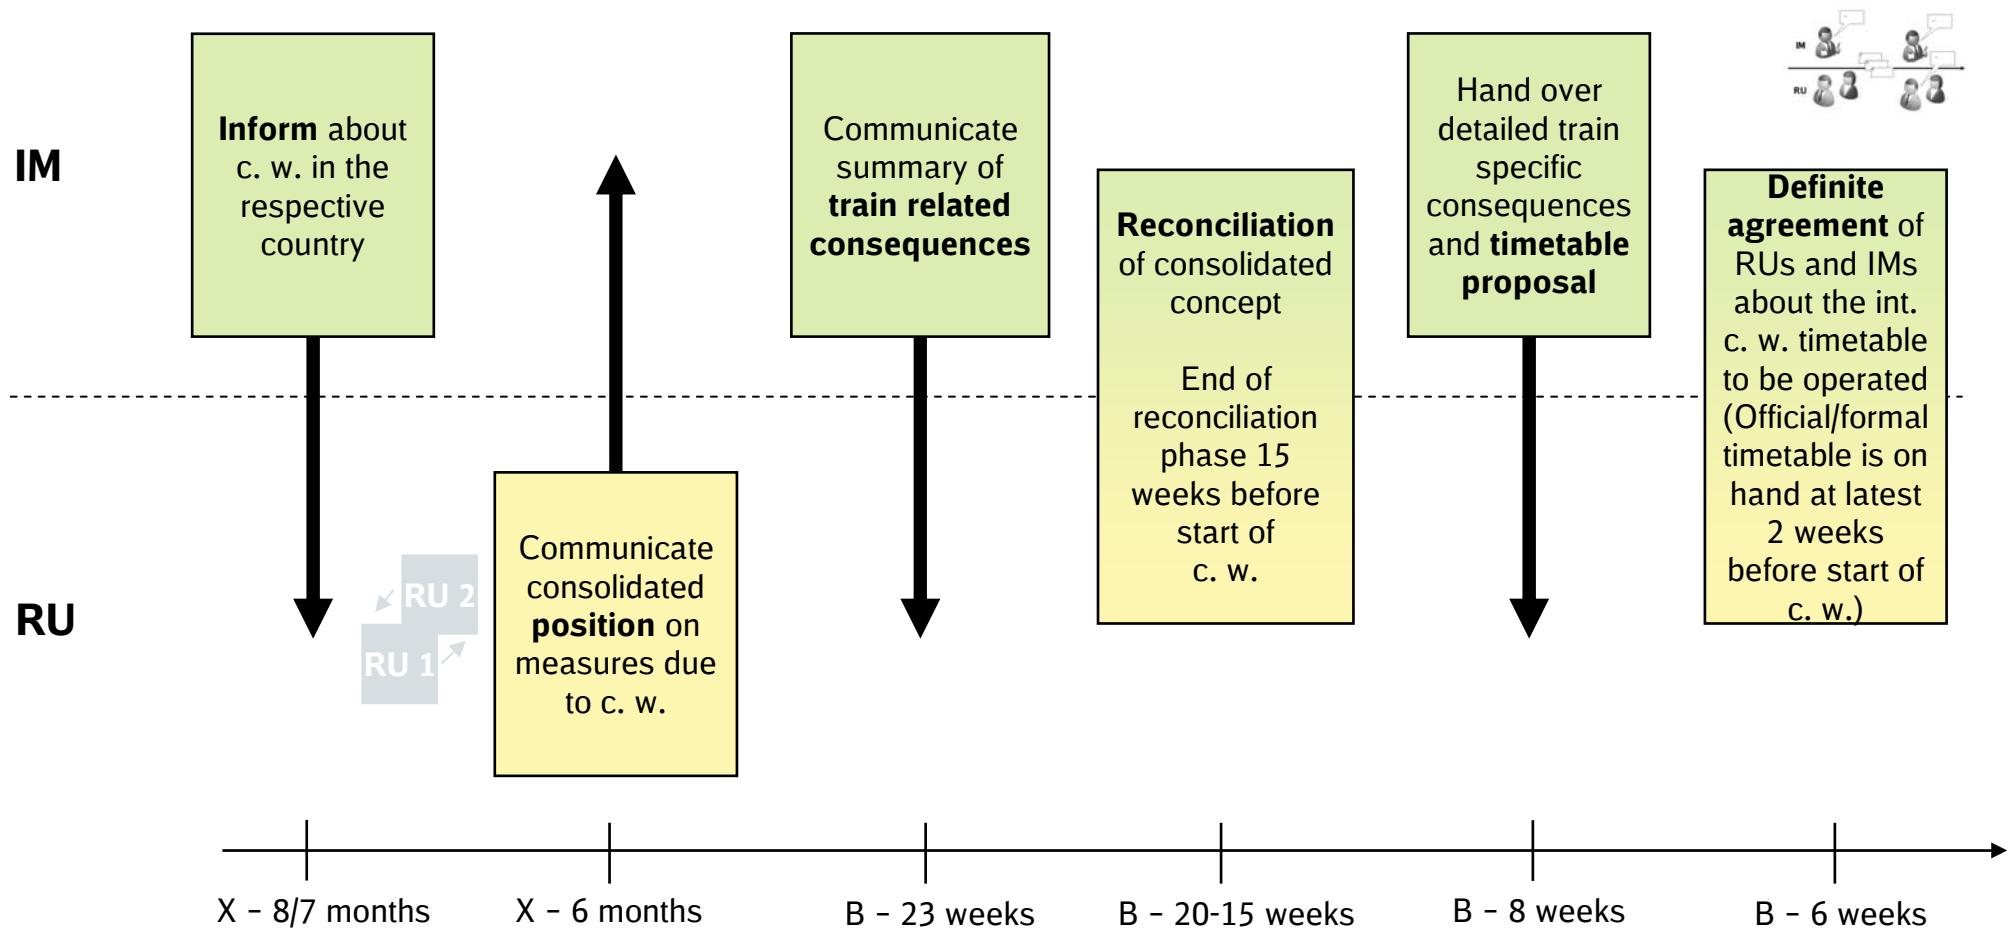 IM
RU
Inform about
c. w. in the
respective
country
RU 2
RU 1
Communicate
consolidated
position on
measures due
to c. w.
Communicate
summary of
train related
consequences
Reconciliation
of consolidated
concept
End of
reconciliation
phase 15
weeks before
start of
c. w.
Hand over
detailed train
specific
consequences
and timetable
proposal
IM
RU
Definite
agreement of
RUs and IMs
about the int.
c. w. timetable
to be operated
(Official/formal
timetable is on
hand at latest
2 weeks
before start of
c. w.)
X – 8/7 months
X – 6 months
B – 23 weeks
B – 20-15 weeks
B – 8 weeks
B – 6 weeks